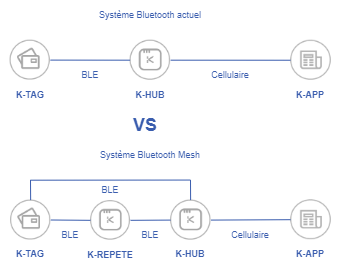 Système Bluetooth actuel
BLE
Cellulaire
K-TAG
K-HUB
K-APP
VS
Système Bluetooth Mesh
BLE
BLE
BLE
Cellulaire
K-TAG
K-REPETE
K-HUB
K-APP